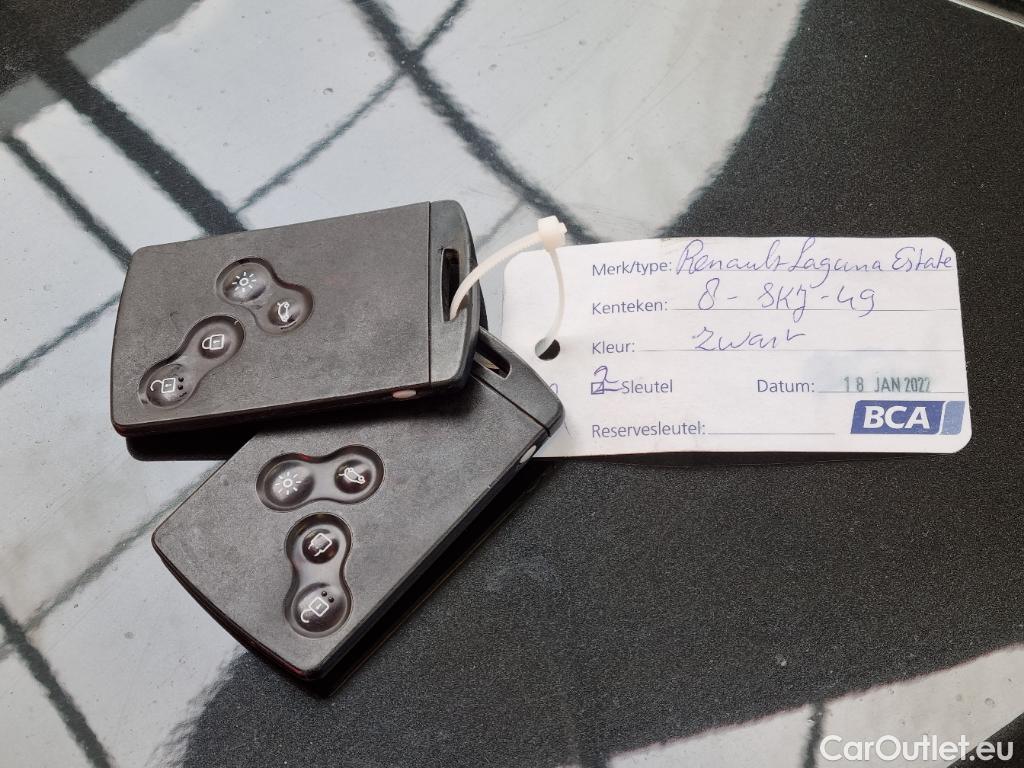 Merk/type: Renault Laguna Estate
Kenteken: 8-SKJ-49
Kleur: zwart
2 Sleutel Datum: 18 JAN 2022
Reservesleutel:
BCA
CarOutlet.eu